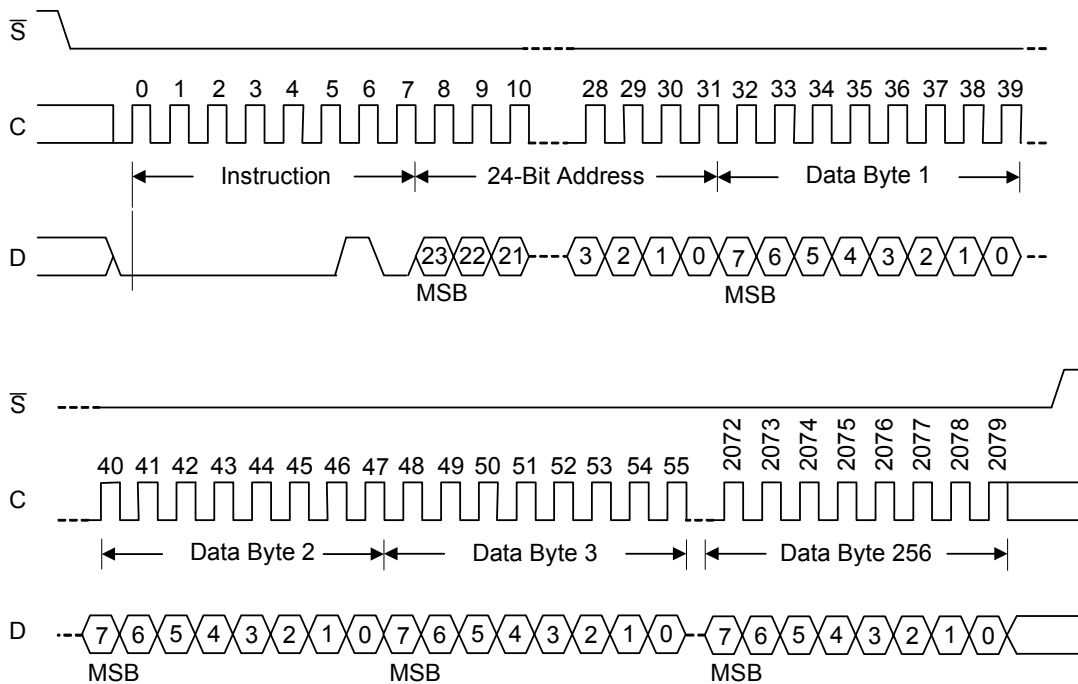 S
0 1 2 3 4 5 6 7 8 9 10 28 29 30 31 32 33 34 35 36 37 38 39
C
Instruction 24-Bit Address Data Byte 1
D 23 22 21 3 2 1 0 7 6 5 4 3 2 1 0
MSB MSB
S
2072 2073 2074 2075 2076 2077 2078 2079
40 41 42 43 44 45 46 47 48 49 50 51 52 53 54 55
C
Data Byte 2 Data Byte 3 Data Byte 256
D 7 6 5 4 3 2 1 0 7 6 5 4 3 2 1 0 7 6 5 4 3 2 1 0
MSB MSB MSB